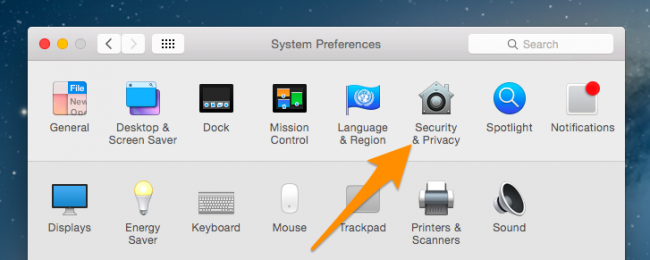 System Preferences
Search
File
New
Ope
General
Desktop &
Screen Saver
Dock
Mission
Control
Language
& Region
Security
& Privacy
Spotlight
Notifications
Displays
Energy
Saver
Keyboard
Mouse
Trackpad
Printers &
Scanners
Sound